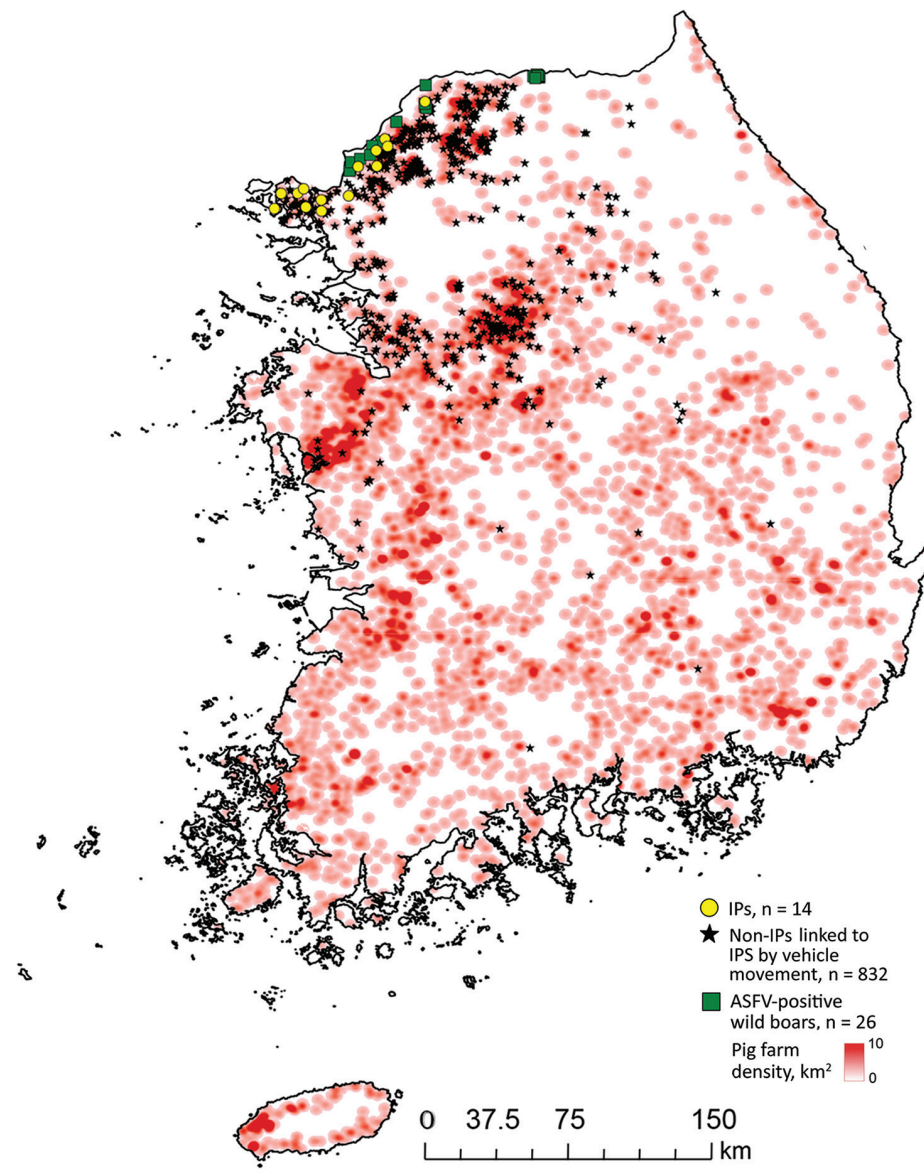 IPs, n = 14
Non-IPs linked to
IPS by vehicle
movement, n = 832
ASFV-positive
wild boars, n = 26
Pig farm
density, km²
10
0
0 37.5 75 150
km